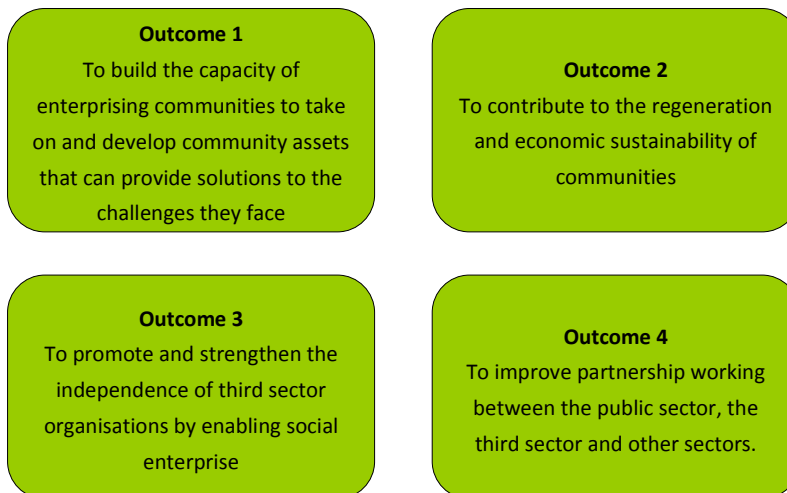 Outcome 1
To build the capacity of
enterprising communities to take
on and develop community assets
that can provide solutions to the
challenges they face
Outcome 2
To contribute to the regeneration
and economic sustainability of
communities
Outcome 3
To promote and strengthen the
independence of third sector
organisations by enabling social
enterprise
Outcome 4
To improve partnership working
between the public sector, the
third sector and other sectors.